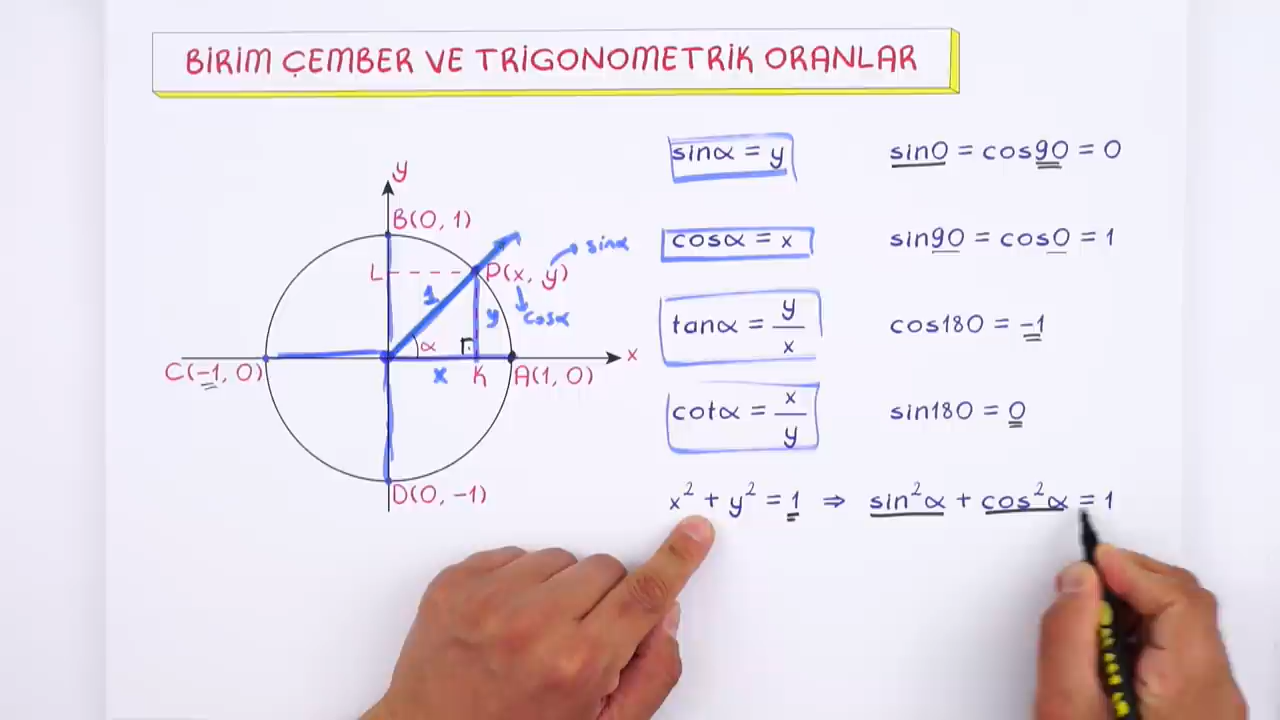 BİRİM ÇEMBER VE TRİGONOMETRİK ORANLAR
y
B(0, 1)
sinα
L
P(x, y)
1
y
cosα
α
x
C(-1, 0)
x
K
A(1, 0)
D(0, -1)
sinα = y
sin0 = cos90 = 0
cosα = x
sin90 = cos0 = 1
tanα = y/x
cos180 = -1
cotα = x/y
sin180 = 0
x² + y² = 1 ⇒ sin²α + cos²α = 1